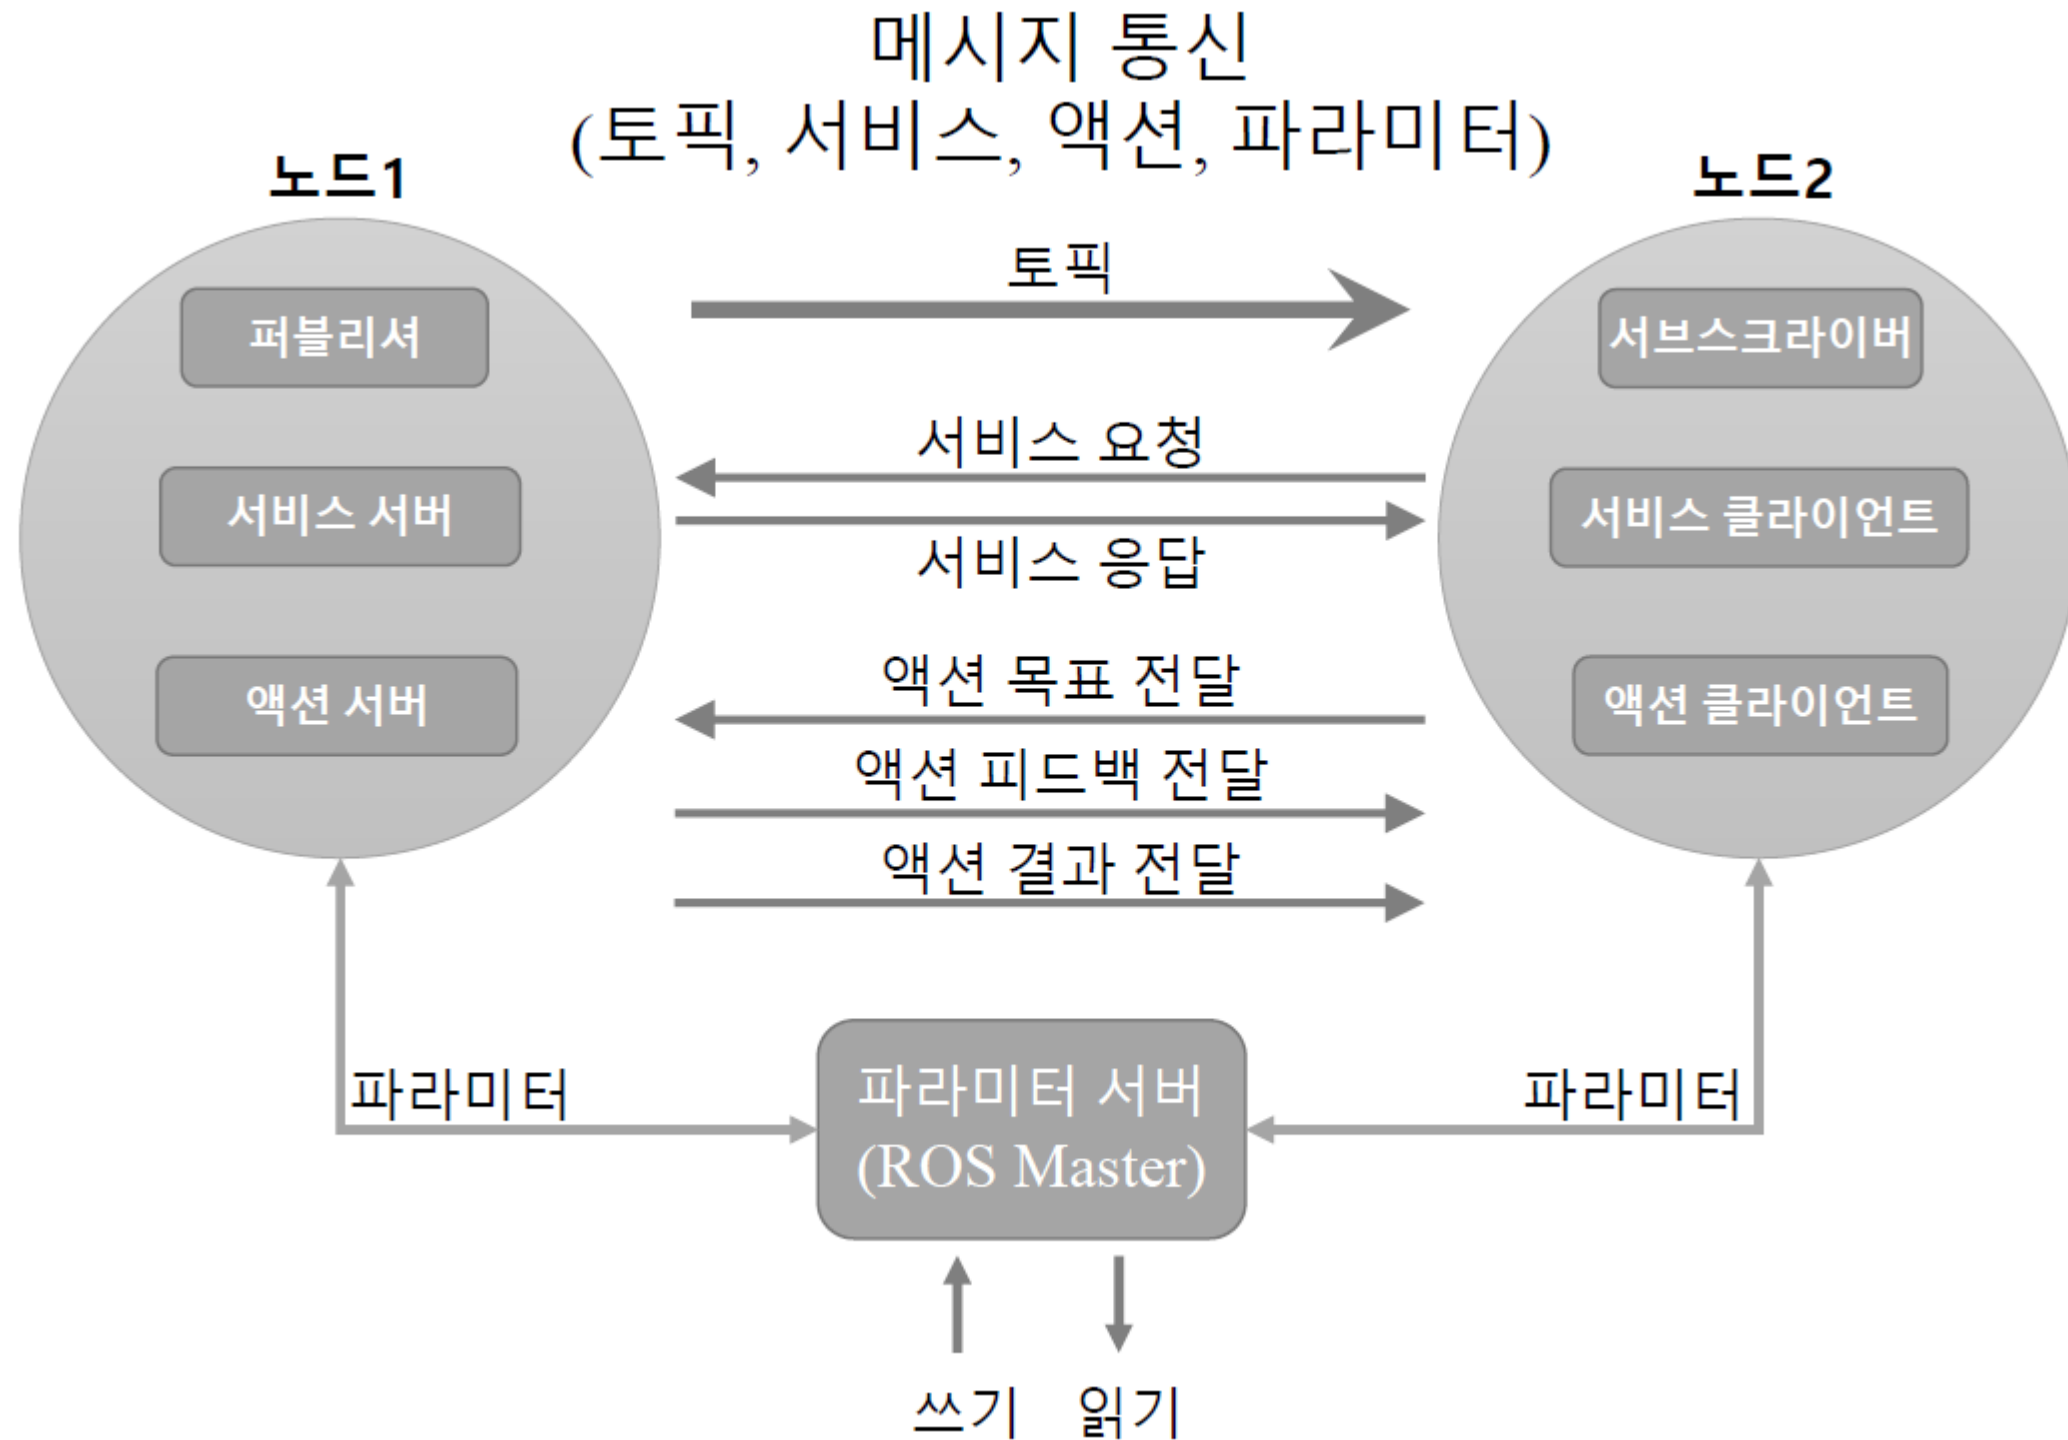 메시지 통신
(토픽, 서비스, 액션, 파라미터)
노드1
노드2
토픽
퍼블리셔
서브스크라이버
서비스 요청
서비스 서버
서비스 클라이언트
서비스 응답
액션 목표 전달
액션 서버
액션 클라이언트
액션 피드백 전달
액션 결과 전달
파라미터
파라미터 서버
(ROS Master)
파라미터
쓰기
읽기